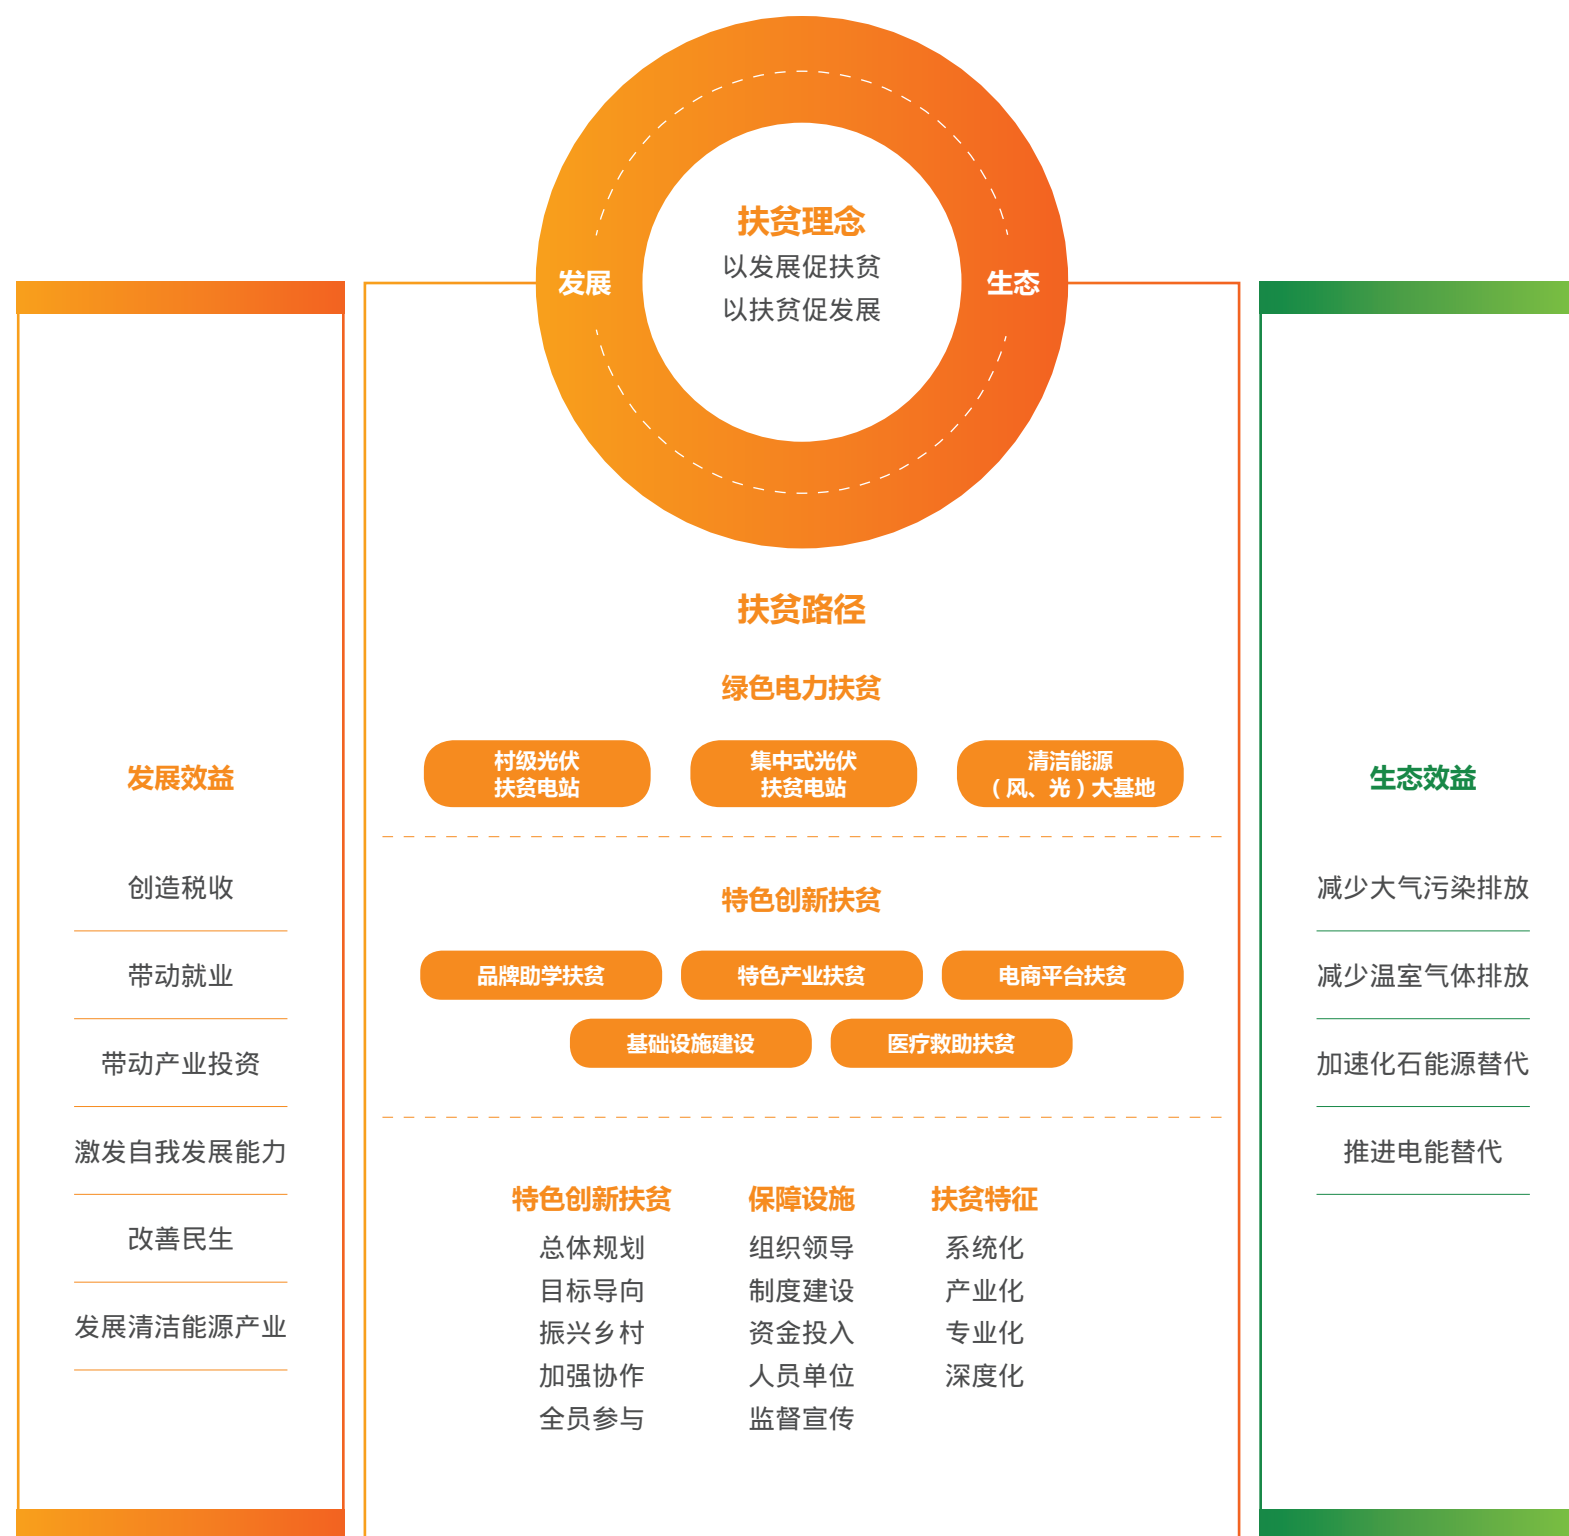 扶贫理念
以发展促扶贫
以扶贫促发展
发展
生态
发展效益
创造税收
带动就业
带动产业投资
激发自我发展能力
改善民生
发展清洁能源产业
扶贫路径
绿色电力扶贫
村级光伏
扶贫电站
集中式光伏
扶贫电站
清洁能源
（风、光）大基地
特色创新扶贫
品牌助学扶贫
特色产业扶贫
电商平台扶贫
基础设施建设
医疗救助扶贫
特色创新扶贫
总体规划
目标导向
振兴乡村
加强协作
全员参与
保障设施
组织领导
制度建设
资金投入
人员单位
监督宣传
扶贫特征
系统化
产业化
专业化
深度化
生态效益
减少大气污染排放
减少温室气体排放
加速化石能源替代
推进电能替代